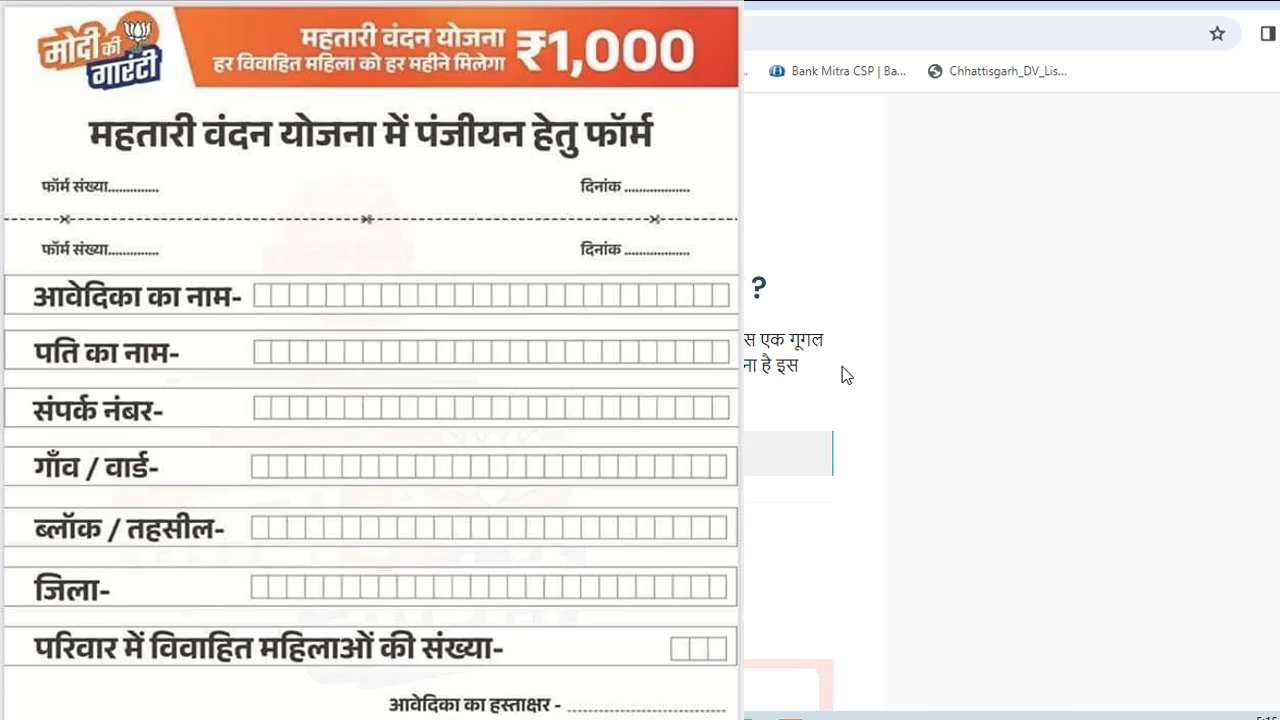 मोदी की
गारंटी
महतारी वंदन योजना
हर विवाहित महिला को हर महीने मिलेगा
₹1,000
महतारी वंदन योजना में पंजीयन हेतु फॉर्म
फॉर्म संख्या.............. दिनांक ..................
फॉर्म संख्या.............. दिनांक ..................
आवेदिका का नाम-
पति का नाम-
संपर्क नंबर-
गाँव / वार्ड-
ब्लॉक / तहसील-
जिला-
परिवार में विवाहित महिलाओं की संख्या-
आवेदिका का हस्ताक्षर - ................................
Bank Mitra CSP | Ba... Chhattisgarh_DV_Lis...
?
स एक गूगल
ना है इस